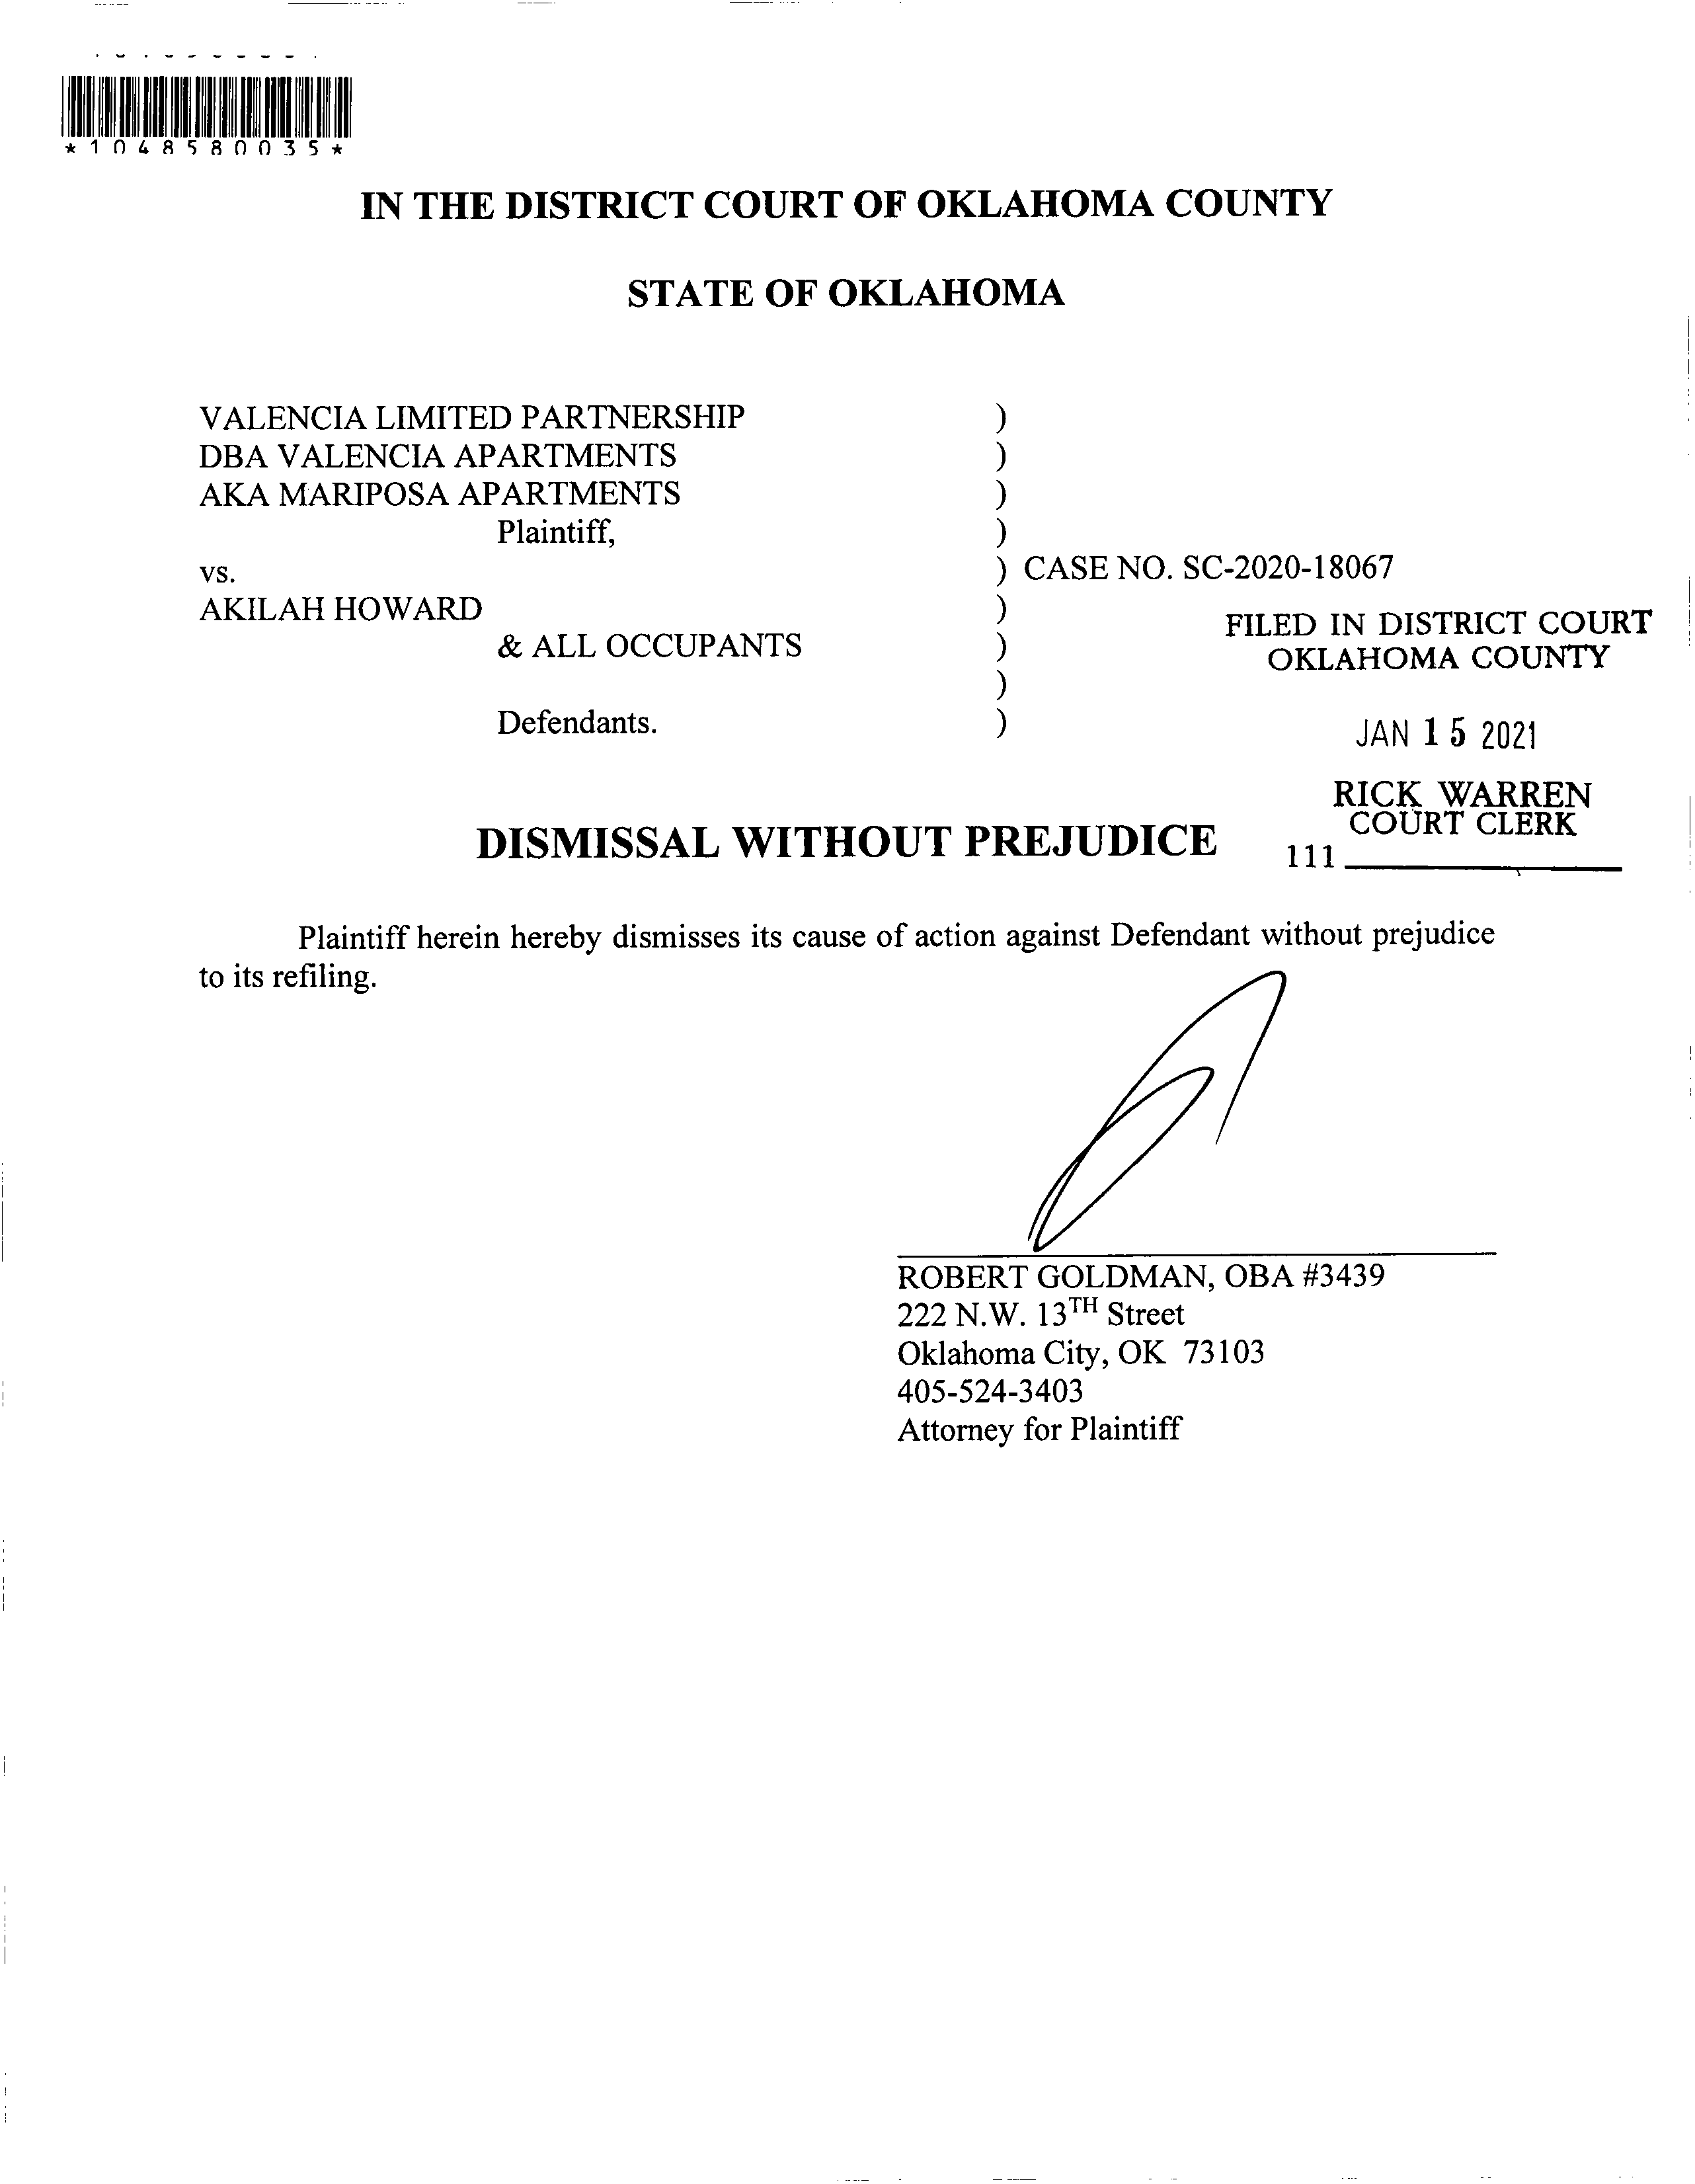 *1048580035*
IN THE DISTRICT COURT OF OKLAHOMA COUNTY
STATE OF OKLAHOMA
VALENCIA LIMITED PARTNERSHIP )
DBA VALENCIA APARTMENTS )
AKA MARIPOSA APARTMENTS )
Plaintiff, )
vs. ) CASE NO. SC-2020-18067
AKILAH HOWARD )
& ALL OCCUPANTS )
)
Defendants. )
FILED IN DISTRICT COURT
OKLAHOMA COUNTY
JAN 15 2021
RICK WARREN
COURT CLERK
111
DISMISSAL WITHOUT PREJUDICE
Plaintiff herein hereby dismisses its cause of action against Defendant without prejudice
to its refiling.
ROBERT GOLDMAN, OBA #3439
222 N.W. 13TH Street
Oklahoma City, OK 73103
405-524-3403
Attorney for Plaintiff